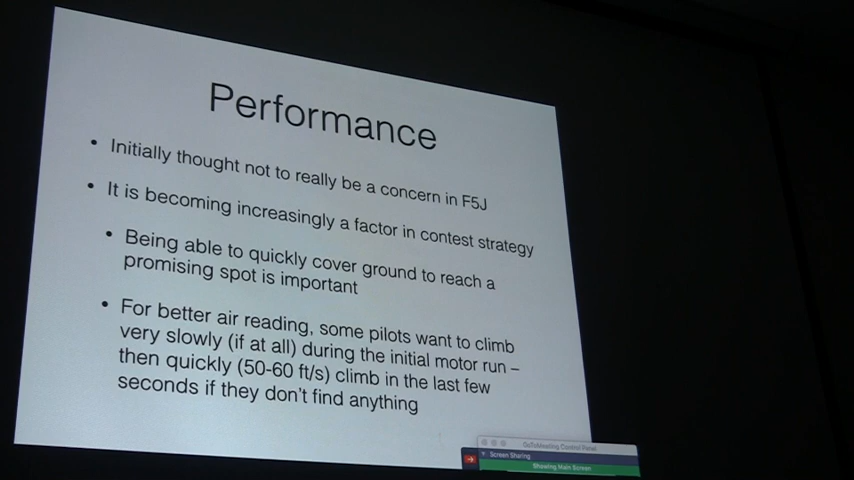 Performance
• Initially thought not to really be a concern in F5J
• It is becoming increasingly a factor in contest strategy
• Being able to quickly cover ground to reach a
promising spot is important
• For better air reading, some pilots want to climb
very slowly (if at all) during the initial motor run –
then quickly (50-60 ft/s) climb in the last few
seconds if they don't find anything
GoToMeeting Control Panel
Screen Sharing
Showing Main Screen